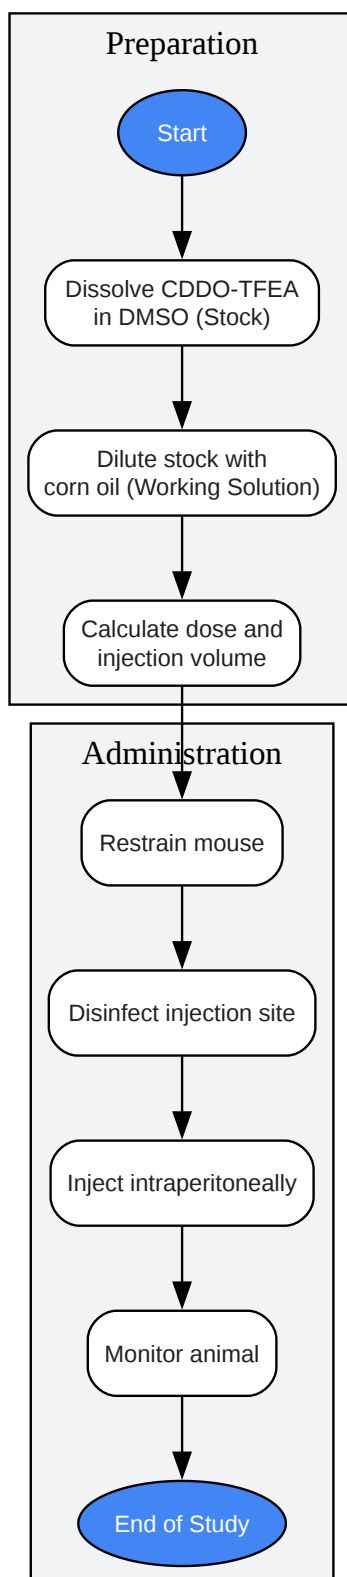 Preparation
Start
Dissolve CDDO-TFEA
in DMSO (Stock)
Dilute stock with
corn oil (Working Solution)
Calculate dose and
injection volume
Administration
Restrain mouse
Disinfect injection site
Inject intraperitoneally
Monitor animal
End of Study